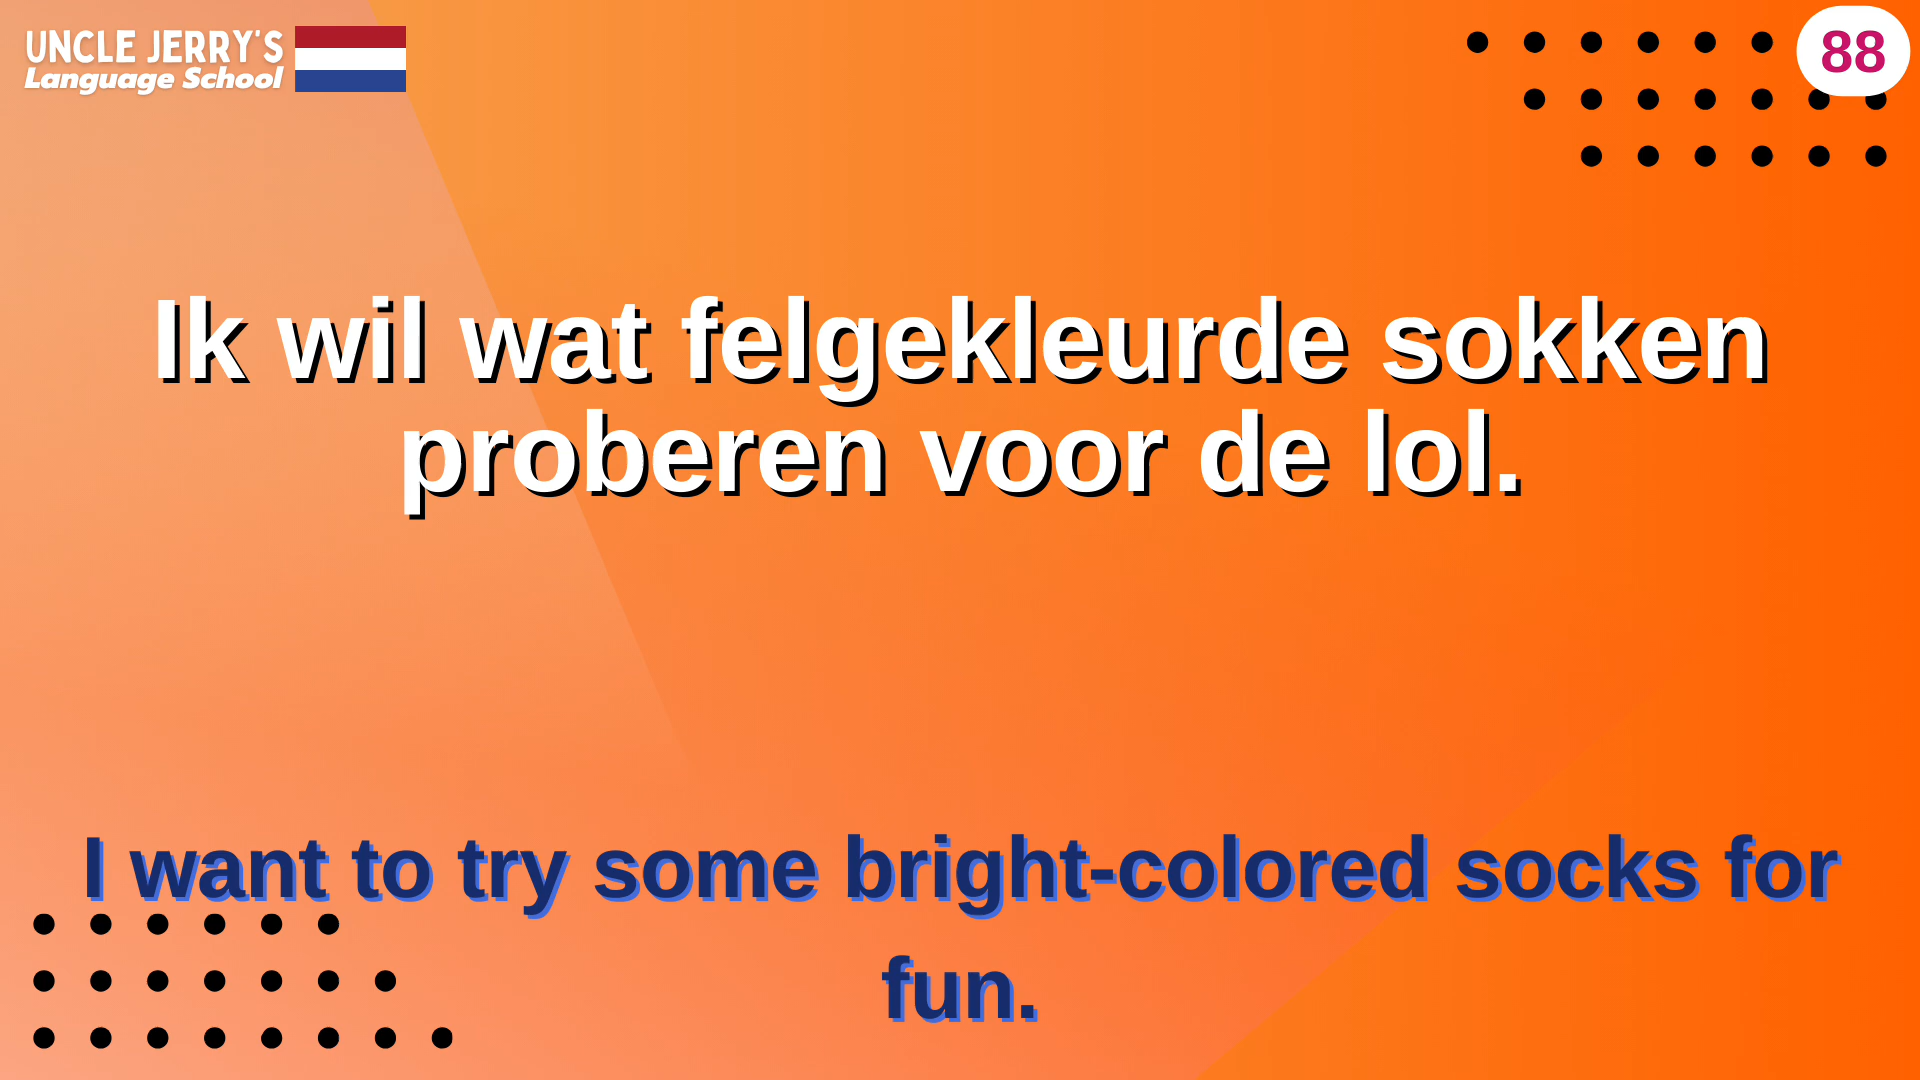 UNCLE JERRY'S
Language School
88
Ik wil wat felgekleurde sokken
proberen voor de lol.
I want to try some bright-colored socks for
fun.